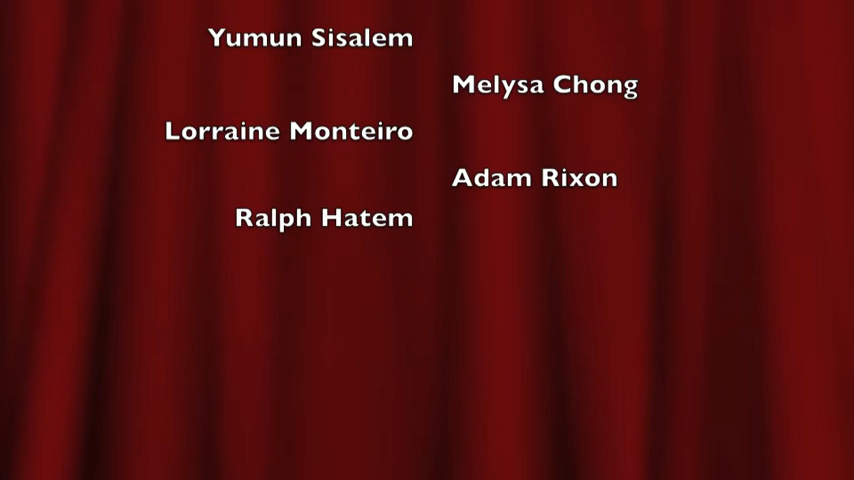 Yumun Sisalem
Melysa Chong
Lorraine Monteiro
Adam Rixon
Ralph Hatem